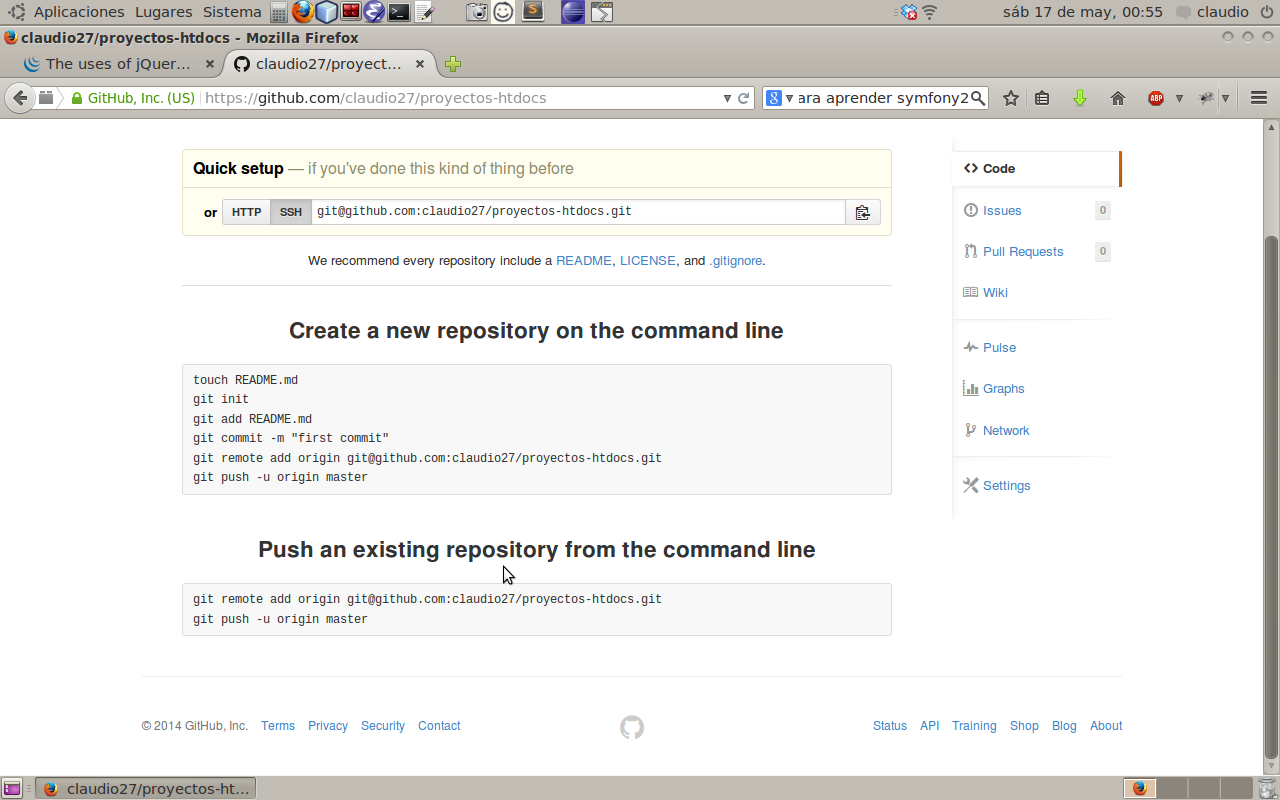 Aplicaciones Lugares Sistema sáb 17 de may, 00:55 claudio
claudio27/proyectos-htdocs - Mozilla Firefox
The uses of jQuer... claudio27/proyect...
GitHub, Inc. (US) https://github.com/claudio27/proyectos-htdocs ara aprender symfony2 ABP
Quick setup — if you've done this kind of thing before
or HTTP SSH git@github.com:claudio27/proyectos-htdocs.git
We recommend every repository include a README, LICENSE, and .gitignore.
Create a new repository on the command line
touch README.md
git init
git add README.md
git commit -m "first commit"
git remote add origin git@github.com:claudio27/proyectos-htdocs.git
git push -u origin master
Push an existing repository from the command line
git remote add origin git@github.com:claudio27/proyectos-htdocs.git
git push -u origin master
Code
Issues 0
Pull Requests 0
Wiki
Pulse
Graphs
Network
Settings
© 2014 GitHub, Inc. Terms Privacy Security Contact Status API Training Shop Blog About
claudio27/proyectos-ht...